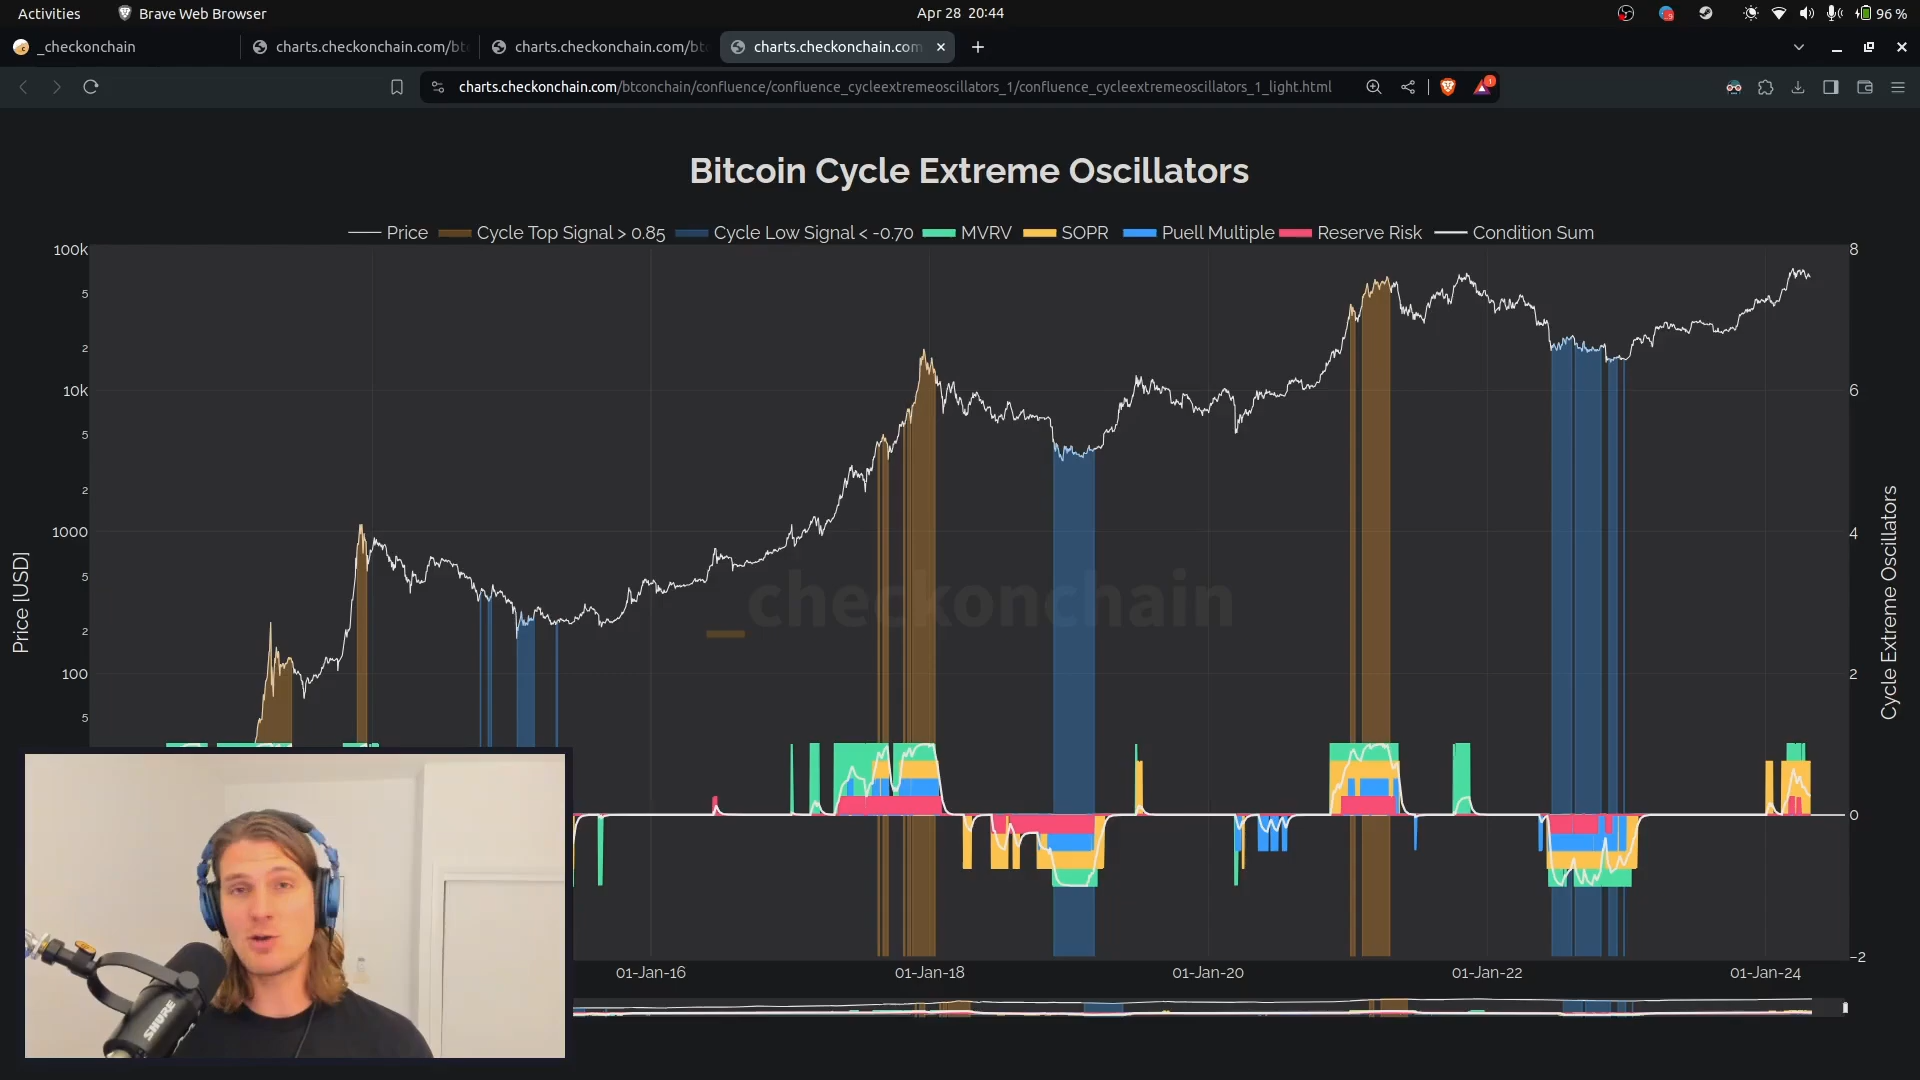 Activities
Brave Web Browser
Apr 28 20:44
96 %
_checkonchain
charts.checkonchain.com/btc
charts.checkonchain.com/btc
charts.checkonchain.com
charts.checkonchain.com/btconchain/confluence/confluence_cycleextremeoscillators_1/confluence_cycleextremeoscillators_1_light.html
1
Bitcoin Cycle Extreme Oscillators
Price
Cycle Top Signal > 0.85
Cycle Low Signal < -0.70
MVRV
SOPR
Puell Multiple
Reserve Risk
Condition Sum
100k
5
2
10k
5
2
1000
5
2
100
5
Price [USD]
_checkonchain
8
6
4
2
0
−2
Cycle Extreme Oscillators
01-Jan-16
01-Jan-18
01-Jan-20
01-Jan-22
01-Jan-24
SHURE